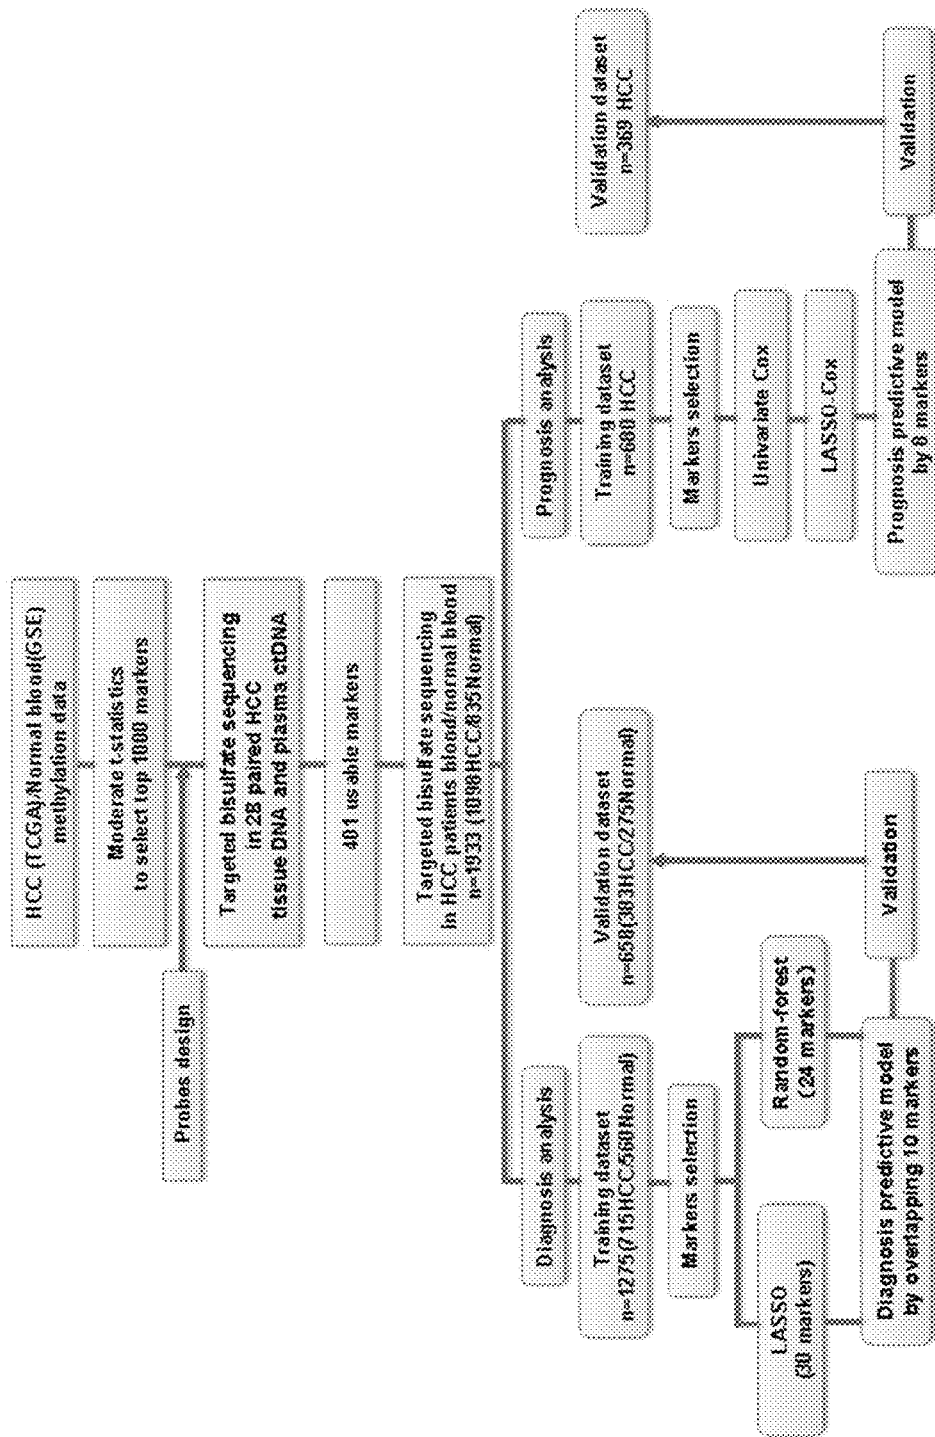 HCC (TCGA)/Normal blood(GSE)
methylation data
Moderate t-statistics
to select top 1000 markers
Probes design
Targeted bisulfate sequencing
in 28 paired HCC
tissue DNA and plasma ctDNA
401 usable markers
Targeted bisulfate sequencing
in HCC patients blood/normal blood
n=1933 (1098HCC/835Normal)
Diagnosis analysis
Training dataset
n=1275(715HCC/560Normal)
Markers selection
LASSO
(30 markers)
Random-forest
(24 markers)
Diagnosis predictive model
by overlapping 10 markers
Validation
Validation dataset
n=658(383HCC/275Normal)
Prognosis analysis
Training dataset
n=680 HCC
Markers selection
Univariate Cox
LASSO Cox
Prognosis predictive model
by 8 markers
Validation
Validation dataset
n=369 HCC